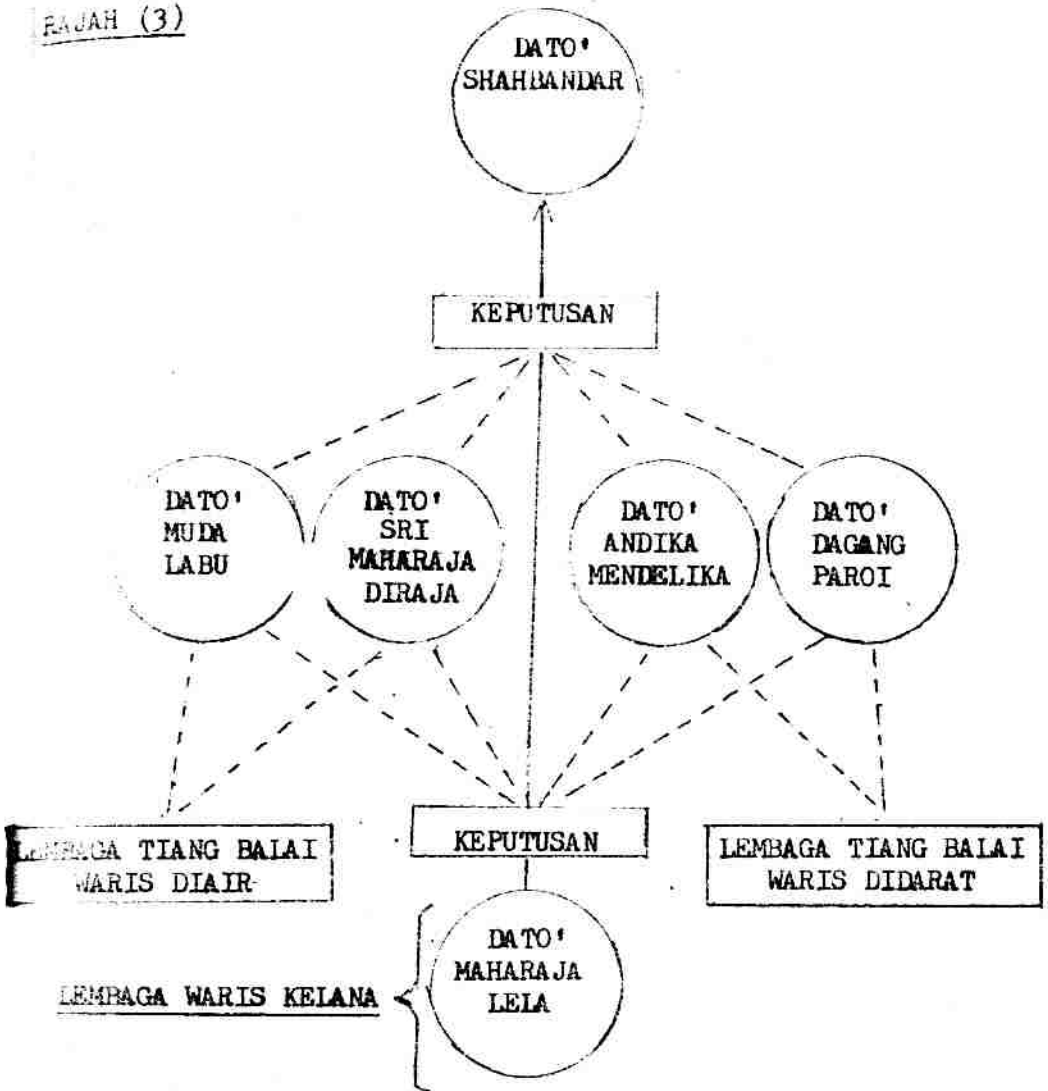 RAJAH (3)
DATO'
SHAHBANDAR
KEPUTUSAN
DATO'
MUDA
LABU
DATO'
SRI
MAHARAJA
DIRAJA
DATO'
ANDIKA
MENDELIKA
DATO'
DAGANG
PAROI
LEMBAGA TIANG BALAI
WARIS DIAIR
KEPUTUSAN
LEMBAGA TIANG BALAI
WARIS DIDARAT
LEMBAGA WARIS KELANA
DATO'
MAHARAJA
LELA